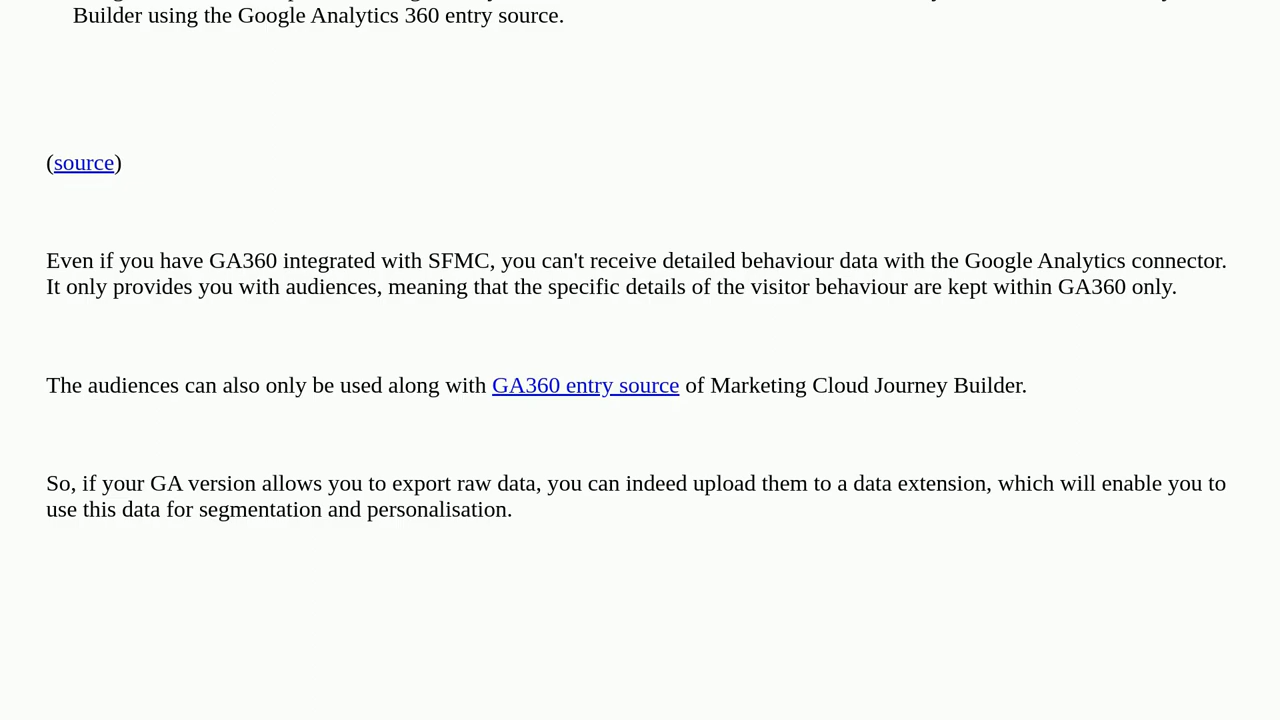 Builder using the Google Analytics 360 entry source.
(source)
Even if you have GA360 integrated with SFMC, you can't receive detailed behaviour data with the Google Analytics connector.
It only provides you with audiences, meaning that the specific details of the visitor behaviour are kept within GA360 only.
The audiences can also only be used along with GA360 entry source of Marketing Cloud Journey Builder.
So, if your GA version allows you to export raw data, you can indeed upload them to a data extension, which will enable you to
use this data for segmentation and personalisation.